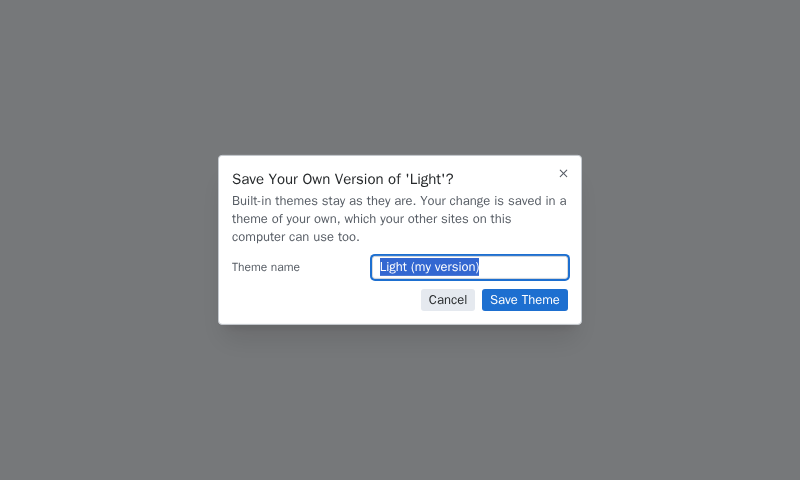 Save Your Own Version of 'Light'?
Built-in themes stay as they are. Your change is saved in a
theme of your own, which your other sites on this
computer can use too.
Theme name
Light (my version)
Cancel
Save Theme